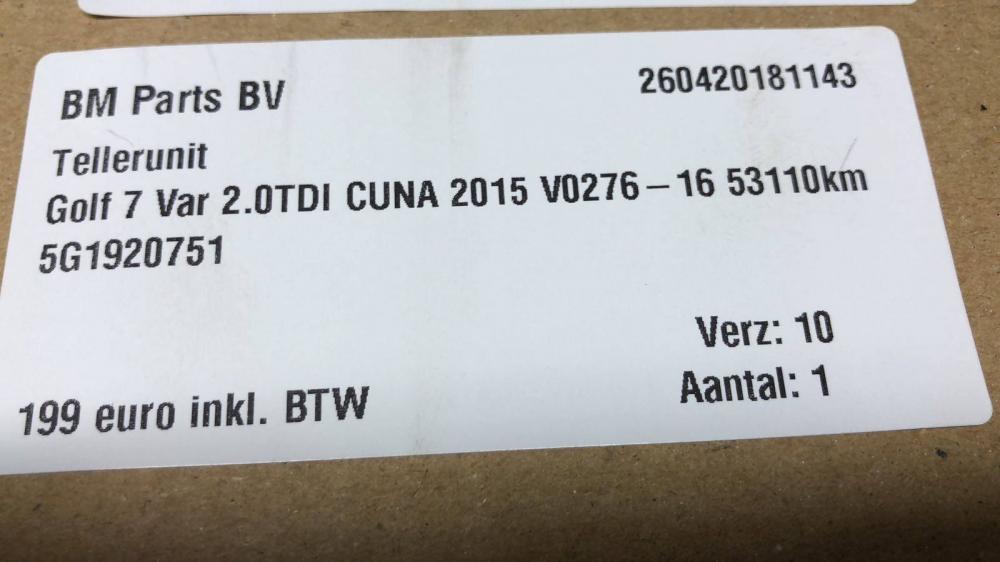 BM Parts BV 260420181143
Tellerunit
Golf 7 Var 2.0TDI CUNA 2015 V0276-16 53110km
5G1920751
Verz: 10
Aantal: 1
199 euro inkl. BTW